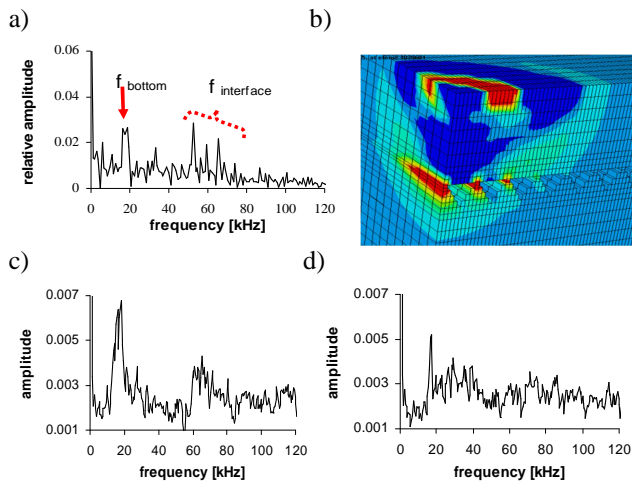 a)
b)
0.06
0.04
0.02
0
relative amplitude
f bottom
f interface
0 20 40 60 80 100 120
frequency [kHz]
c)
d)
0.007
0.005
0.003
0.001
amplitude
0 20 40 60 80 100 120
frequency [kHz]
0.007
0.005
0.003
0.001
amplitude
0 20 40 60 80 100 120
frequency [kHz]